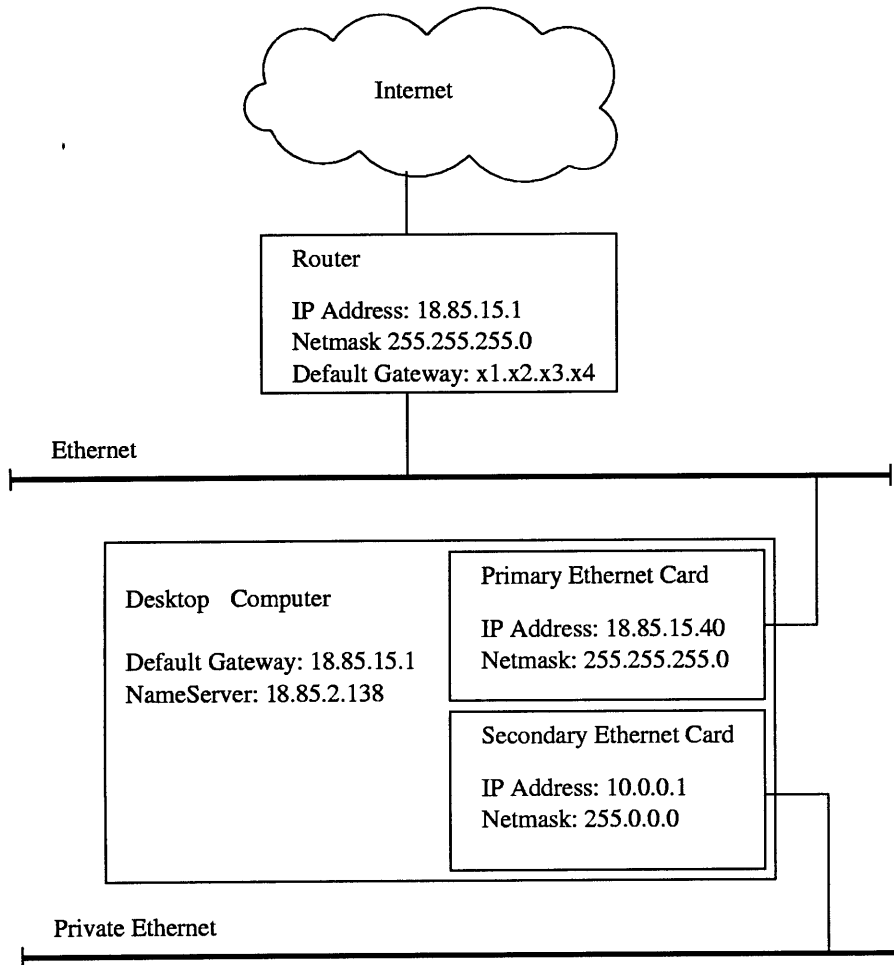 Internet
Router
IP Address: 18.85.15.1
Netmask 255.255.255.0
Default Gateway: x1.x2.x3.x4
Ethernet
Desktop Computer
Default Gateway: 18.85.15.1
NameServer: 18.85.2.138
Primary Ethernet Card
IP Address: 18.85.15.40
Netmask: 255.255.255.0
Secondary Ethernet Card
IP Address: 10.0.0.1
Netmask: 255.0.0.0
Private Ethernet